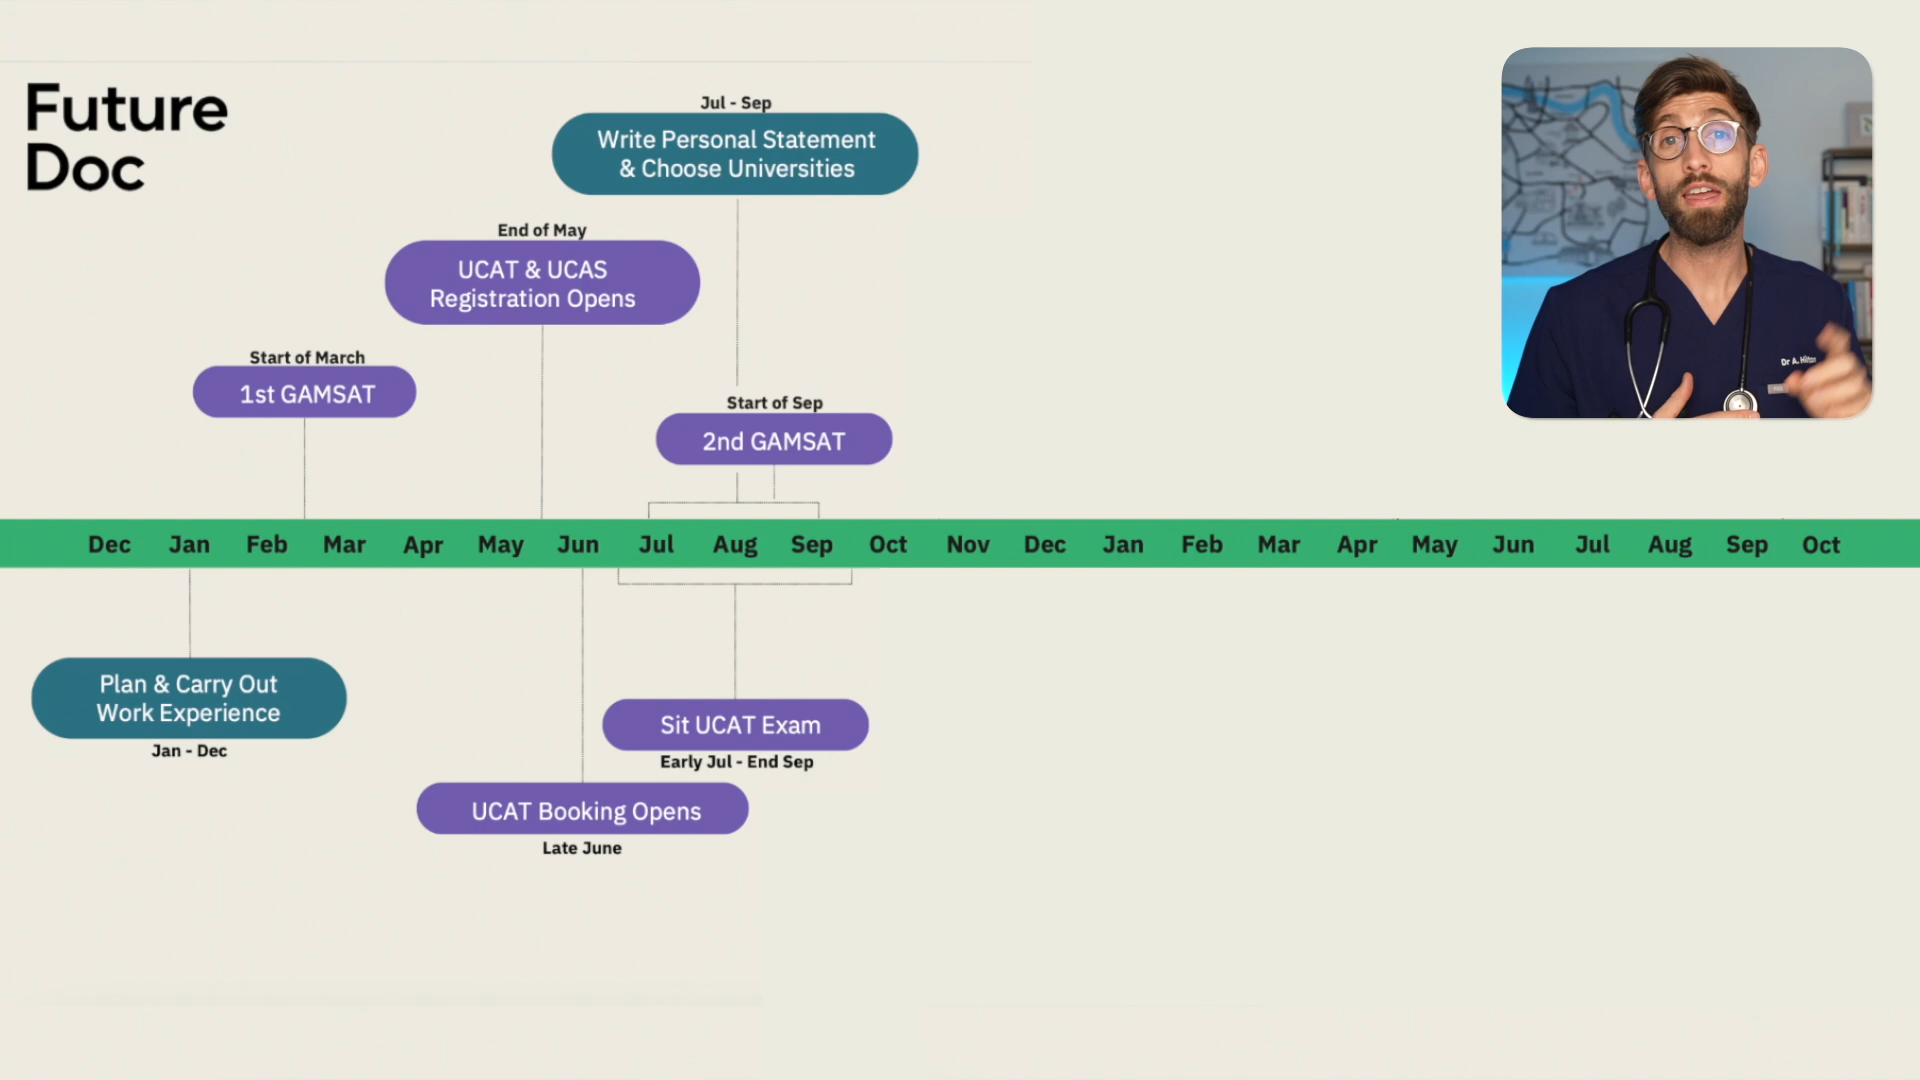 Future
Doc
Jul - Sep
Write Personal Statement
& Choose Universities
End of May
UCAT & UCAS
Registration Opens
Start of March
1st GAMSAT
Start of Sep
2nd GAMSAT
Dr A. Hilton
Dec Jan Feb Mar Apr May Jun Jul Aug Sep Oct Nov Dec Jan Feb Mar Apr May Jun Jul Aug Sep Oct
Plan & Carry Out
Work Experience
Jan - Dec
Sit UCAT Exam
Early Jul - End Sep
UCAT Booking Opens
Late June